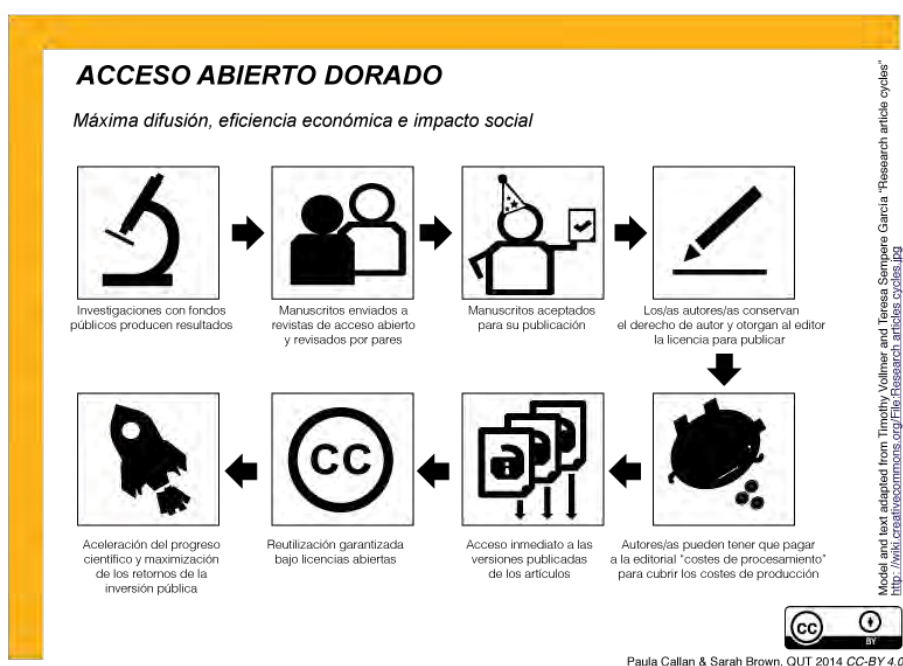 ACCESO ABIERTO DORADO
Máxima difusión, eficiencia económica e impacto social
Investigaciones con fondos
públicos producen resultados
Manuscritos enviados a
revistas de acceso abierto
y revisados por pares
Manuscritos aceptados
para su publicación
Los/as autores/as conservan
el derecho de autor y otorgan al editor
la licencia para publicar
Autores/as pueden tener que pagar
a la editorial "costes de procesamiento"
para cubrir los costes de producción
Acceso inmediato a las
versiones publicadas
de los artículos
CC
Reutilización garantizada
bajo licencias abiertas
Aceleración del progreso
científico y maximización
de los retornos de la
inversión pública
Model and text adapted from Timothy Vollmer and Teresa Sempere García "Research article cycles"
http://wiki.creativecommons.org/File:Research articles cycles.jpg
CC
BY
Paula Callan & Sarah Brown. QUT 2014 CC-BY 4.0